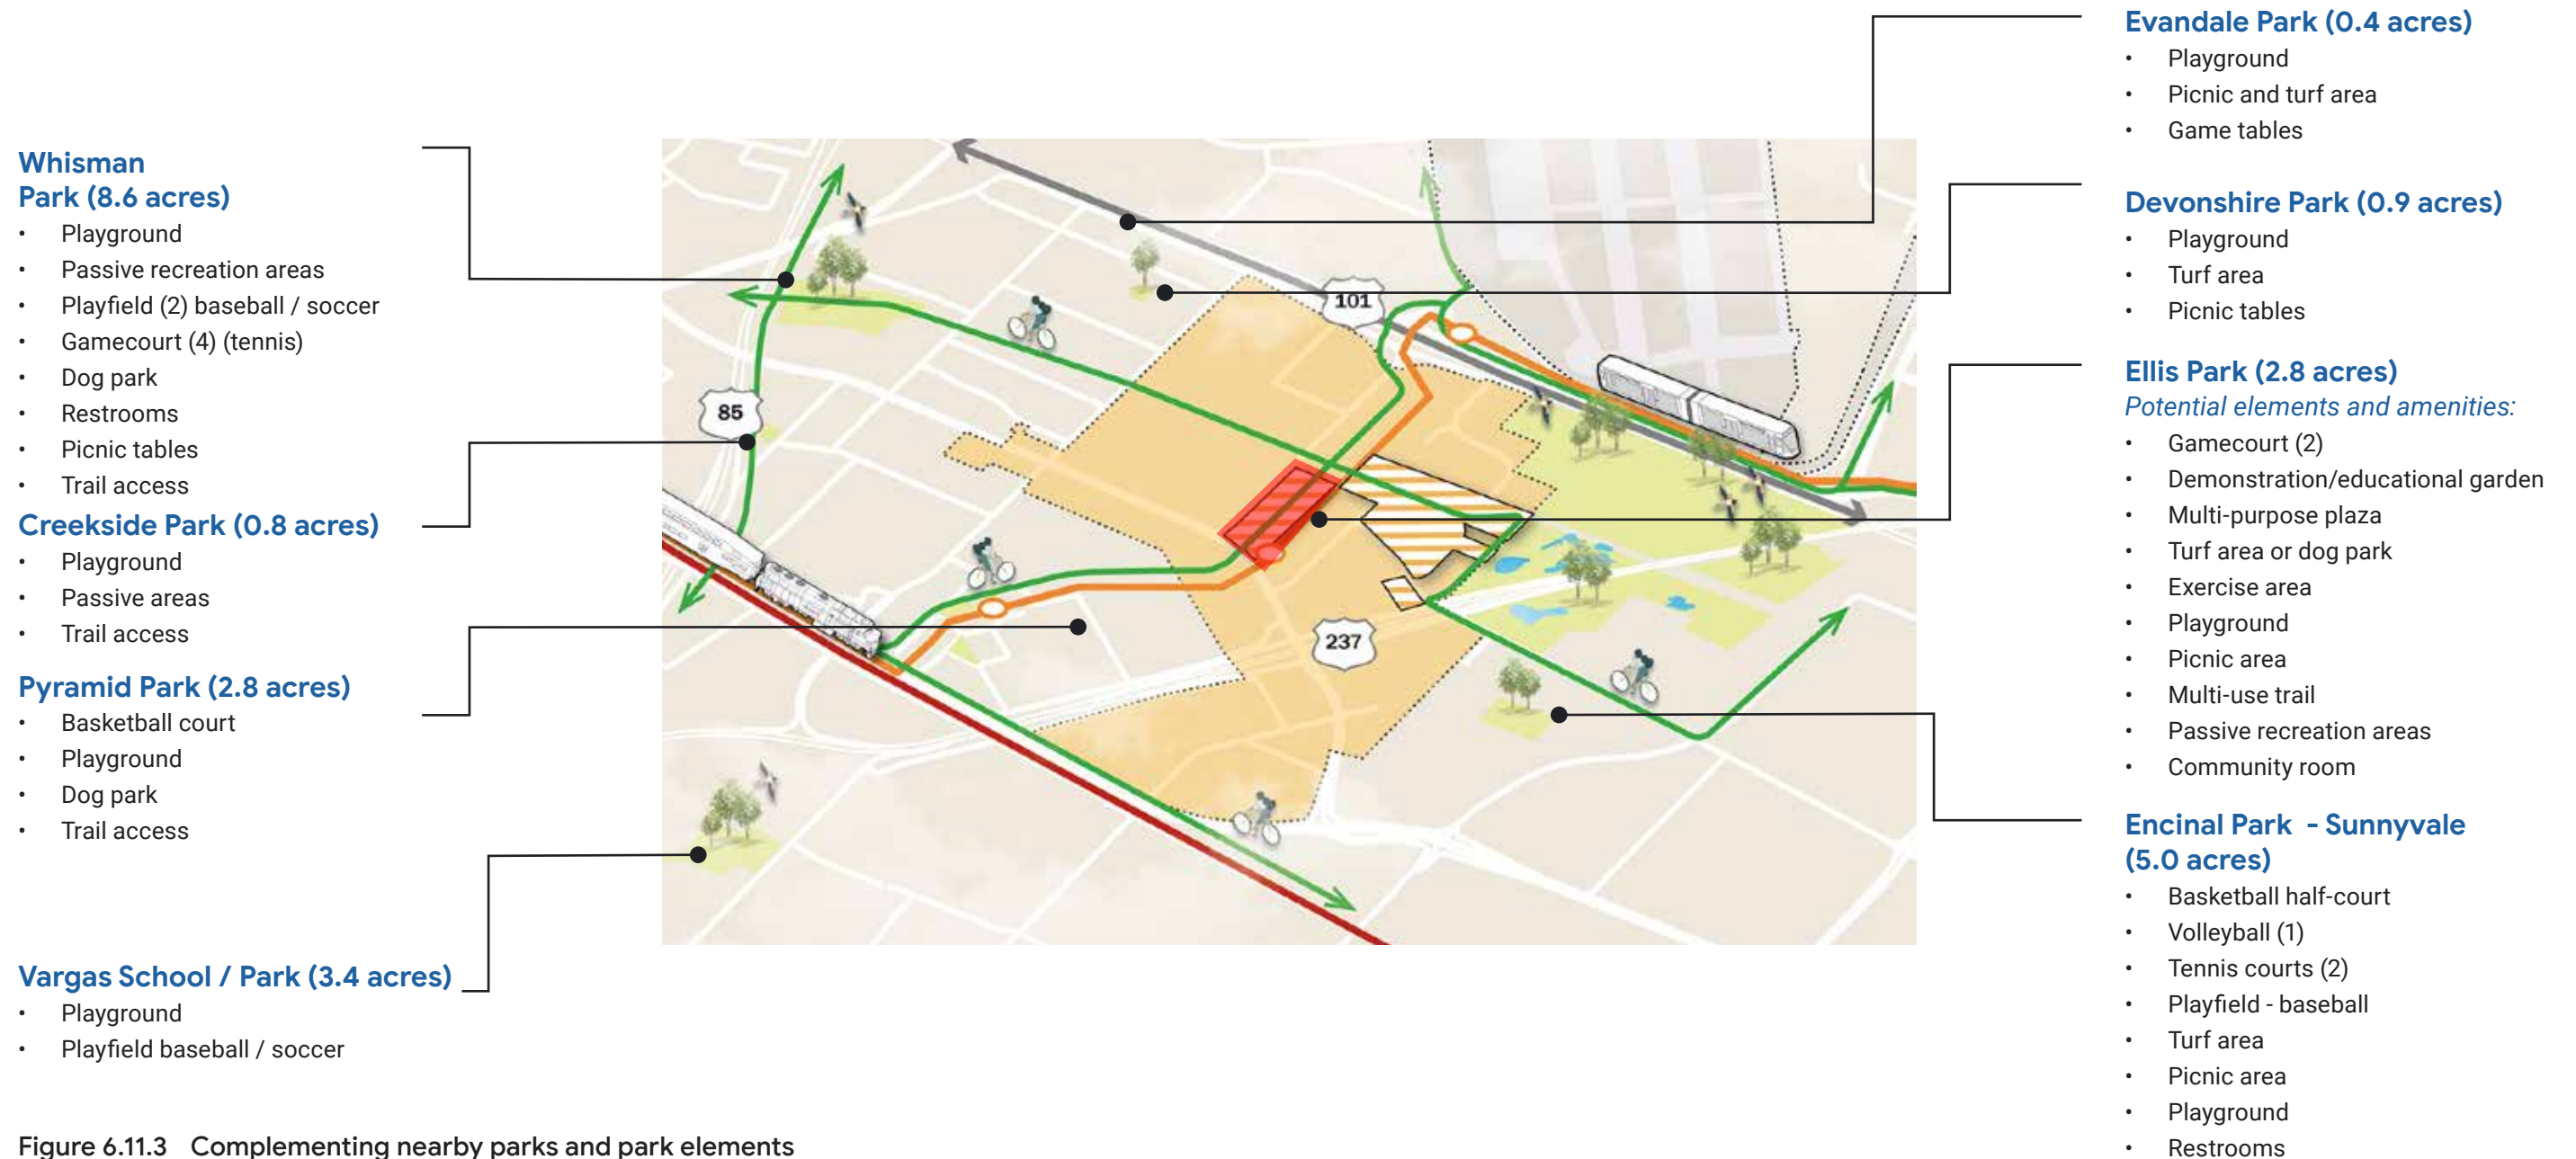 Whisman
Park (8.6 acres)
• Playground
• Passive recreation areas
• Playfield (2) baseball / soccer
• Gamecourt (4) (tennis)
• Dog park
• Restrooms
• Picnic tables
• Trail access
Creekside Park (0.8 acres)
• Playground
• Passive areas
• Trail access
Pyramid Park (2.8 acres)
• Basketball court
• Playground
• Dog park
• Trail access
Vargas School / Park (3.4 acres)
• Playground
• Playfield baseball / soccer
101
85
237
Evandale Park (0.4 acres)
• Playground
• Picnic and turf area
• Game tables
Devonshire Park (0.9 acres)
• Playground
• Turf area
• Picnic tables
Ellis Park (2.8 acres)
Potential elements and amenities:
• Gamecourt (2)
• Demonstration/educational garden
• Multi-purpose plaza
• Turf area or dog park
• Exercise area
• Playground
• Picnic area
• Multi-use trail
• Passive recreation areas
• Community room
Encinal Park - Sunnyvale
(5.0 acres)
• Basketball half-court
• Volleyball (1)
• Tennis courts (2)
• Playfield - baseball
• Turf area
• Picnic area
• Playground
• Restrooms
Figure 6.11.3 Complementing nearby parks and park elements